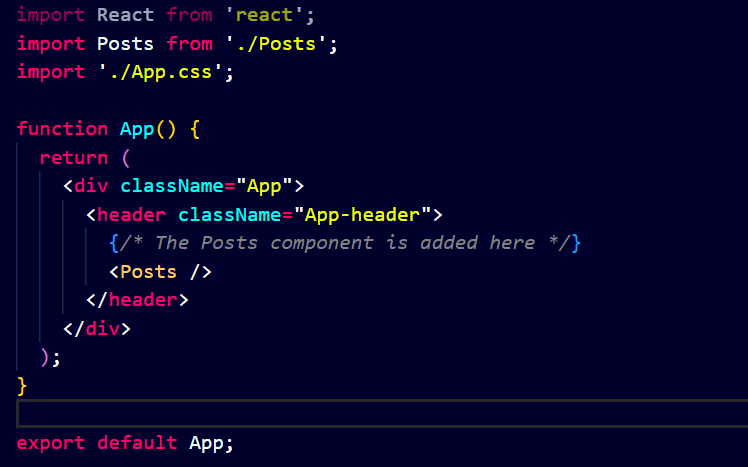 import React from 'react';
import Posts from './Posts';
import './App.css';
function App() {
return (
<div className="App">
<header className="App-header">
{/* The Posts component is added here */}
<Posts />
</header>
</div>
);
}
export default App;